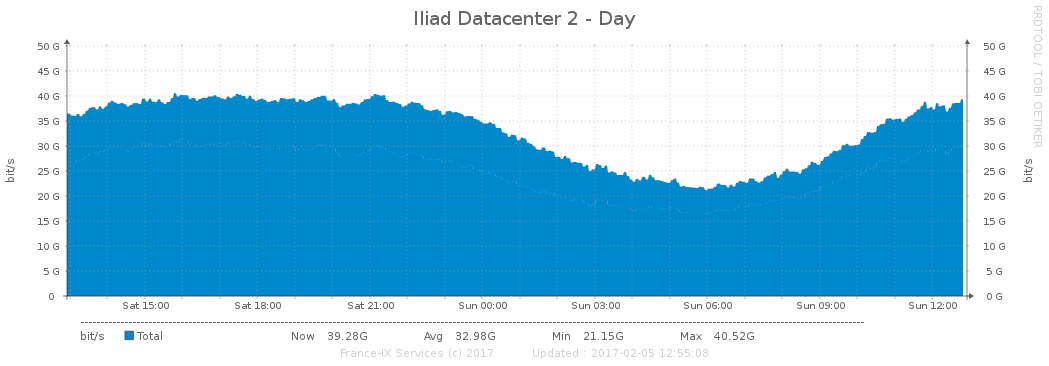 Iliad Datacenter 2 - Day
RRDTOOL / TOBI OETIKER
50 G 50 G
45 G 45 G
40 G 40 G
35 G 35 G
30 G 30 G
25 G 25 G
20 G 20 G
15 G 15 G
10 G 10 G
5 G 5 G
0 0 G
bit/s bit/s
Sat 15:00 Sat 18:00 Sat 21:00 Sun 00:00 Sun 03:00 Sun 06:00 Sun 09:00 Sun 12:00
bit/s Total Now 39.28G Avg 32.98G Min 21.15G Max 40.52G
France-IX Services (c) 2017 Updated : 2017-02-05 12:55:08